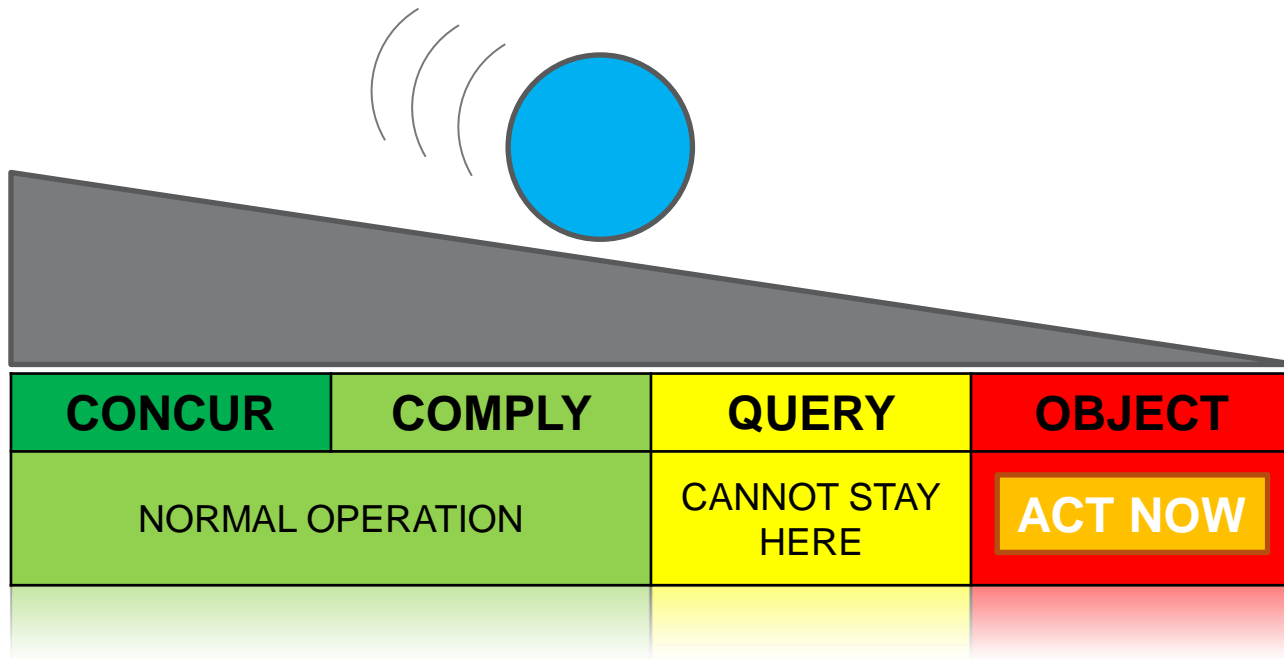 CONCUR
COMPLY
QUERY
OBJECT
NORMAL OPERATION
CANNOT STAY
HERE
ACT NOW